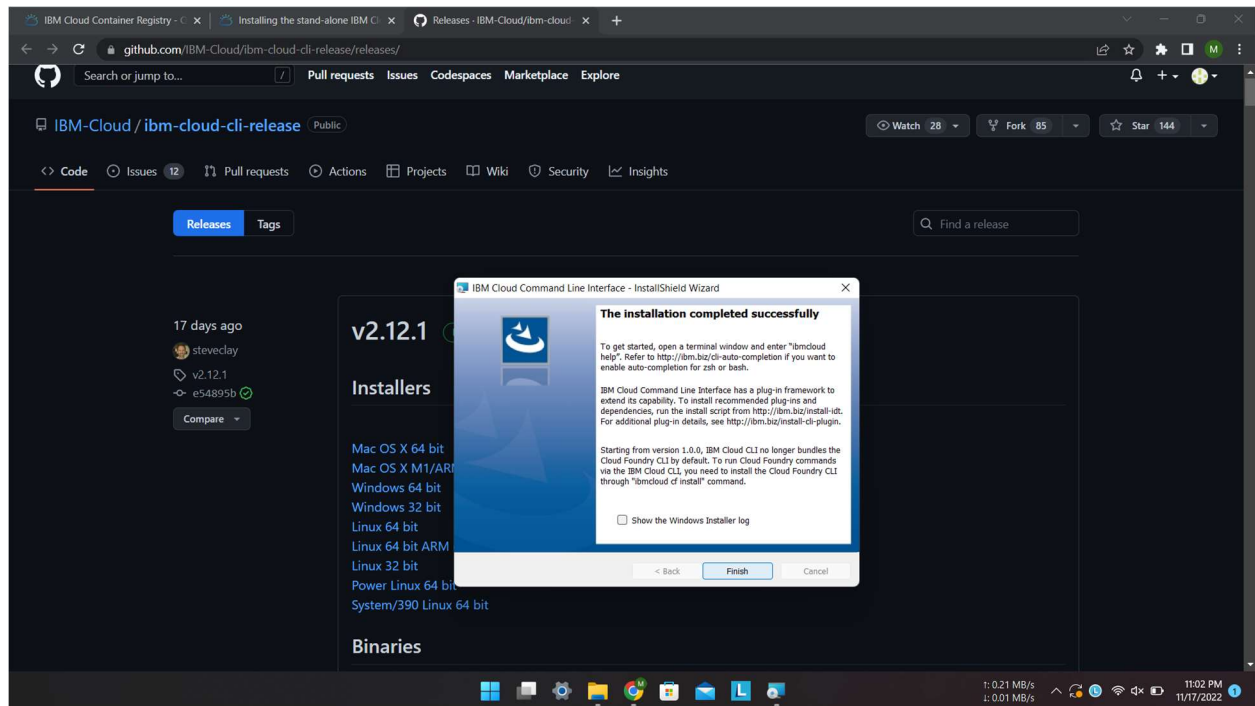 IBM Cloud Container Registry - C
Installing the stand-alone IBM C
Releases · IBM-Cloud/ibm-cloud-
github.com/IBM-Cloud/ibm-cloud-cli-release/releases/
M
Search or jump to...
/
Pull requests Issues Codespaces Marketplace Explore
IBM-Cloud / ibm-cloud-cli-release Public
Watch 28
Fork 85
Star 144
<> Code
Issues 12
Pull requests
Actions
Projects
Wiki
Security
Insights
Releases
Tags
Find a release
17 days ago
steveclay
v2.12.1
e54895b
Compare
v2.12.1
Installers
Mac OS X 64 bit
Mac OS X M1/ARM
Windows 64 bit
Windows 32 bit
Linux 64 bit
Linux 64 bit ARM
Linux 32 bit
Power Linux 64 bit
System/390 Linux 64 bit
Binaries
IBM Cloud Command Line Interface - InstallShield Wizard
The installation completed successfully
To get started, open a terminal window and enter "ibmcloud
help". Refer to http://ibm.biz/cli-auto-completion if you want to
enable auto-completion for zsh or bash.
IBM Cloud Command Line Interface has a plug-in framework to
extend its capability. To install recommended plug-ins and
dependencies, run the install script from http://ibm.biz/install-idt.
For additional plug-in details, see http://ibm.biz/install-cli-plugin.
Starting from version 1.0.0, IBM Cloud CLI no longer bundles the
Cloud Foundry CLI by default. To run Cloud Foundry commands
via the IBM Cloud CLI, you need to install the Cloud Foundry CLI
through "ibmcloud cf install" command.
Show the Windows Installer log
< Back
Finish
Cancel
L
↑: 0.21 MB/s
↓: 0.01 MB/s
L
11:02 PM
11/17/2022
1